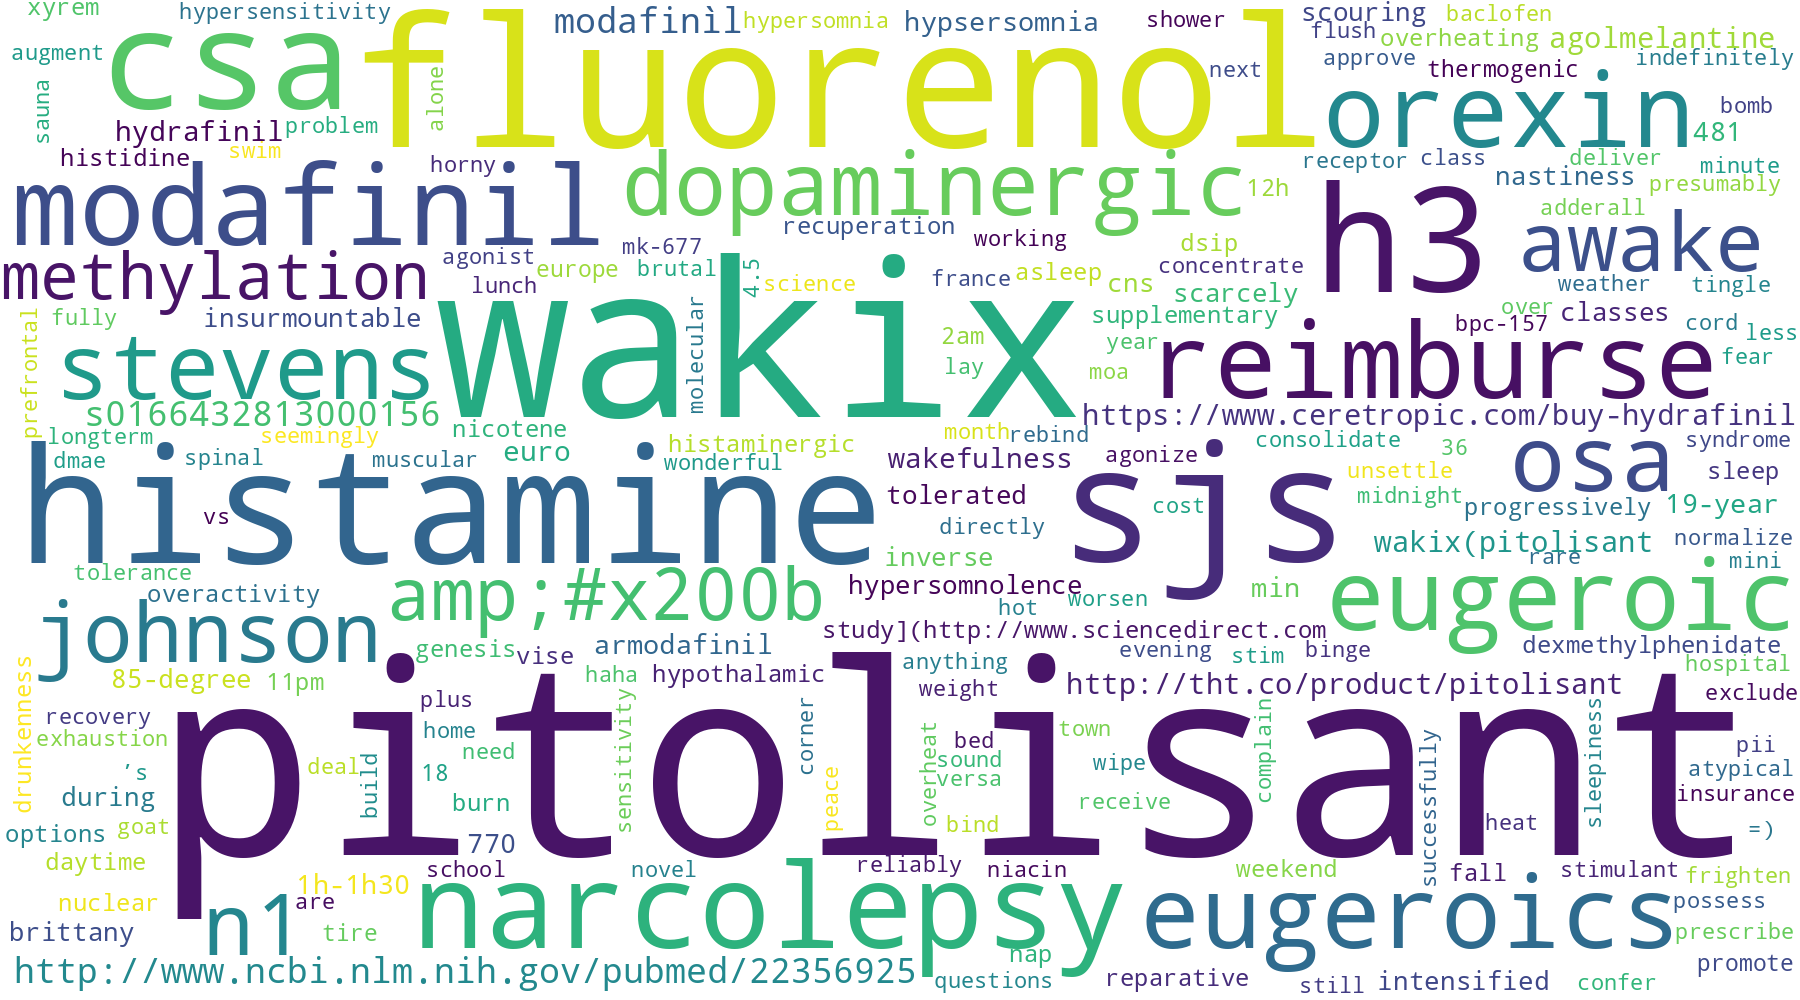 xyrem
hypersensitivity
augment
csa
fluorenol
modafinìl
hypersomnia
hypsersomnia
shower
scouring
baclofen
flush
overheating
agolmelantine
approve
indefinitely
next
thermogenic
sauna
alone
orexin
bomb
hydrafinil
problem
481
histidine
swim
horny
receptor
class
deliver
minute
modafinil
dopaminergic
12h
h3
nastiness
presumably
adderall
recuperation
awake
mk-677
working
dsip
methylation
agonist
europe
brutal
4.5
science
france
asleep
cns
concentrate
weather
tingle
lunch
wakix
scarcely
over
classes
prefrontal
fully
insurmountable
molecular
supplementary
bpc-157
cord
less
2am
year
reimburse
fear
stevens
lay
moa
s0166432813000156
https://www.ceretropic.com/buy-hydrafinil
nicotene
longterm
seemingly
histaminergic
month
rebind
consolidate
36
osa
syndrome
dmae
spinal
muscular
euro
wonderful
wakefulness
agonize
unsettle
sleep
histamine
sjs
tolerated
cost
midnight
progressively
19-year
vs
directly
wakix(pitolisant
normalize
inverse
rare
mini
tolerance
amp;#x200b
hypersomnolence
min
eugeroic
overactivity
hot
worsen
johnson
study](http://www.sciencedirect.com
genesis
vise
armodafinil
evening
stim
binge
dexmethylphenidate
drunkenness
85-degree
11pm
haha
hypothalamic
anything
hospital
weight
http://tht.co/product/pitolisant
exclude
plus
recovery
exhaustion
home
need
sensitivity
corner
overheat
bed
town
complain
successfully
sleepiness
pii
's
deal
build
18
pitolisant
peace
sound
versa
wipe
atypical
during
burn
receive
insurance
options
goat
770
bind
heat
=)
daytime
school
novel
reliably
niacin
weekend
fall
stimulant
frighten
nuclear
1h-1h30
are
narcolepsy
eugeroics
possess
brittany
n1
tire
nap
prescribe
http://www.ncbi.nlm.nih.gov/pubmed/22356925
questions
reparative
still
intensified
confer
promote